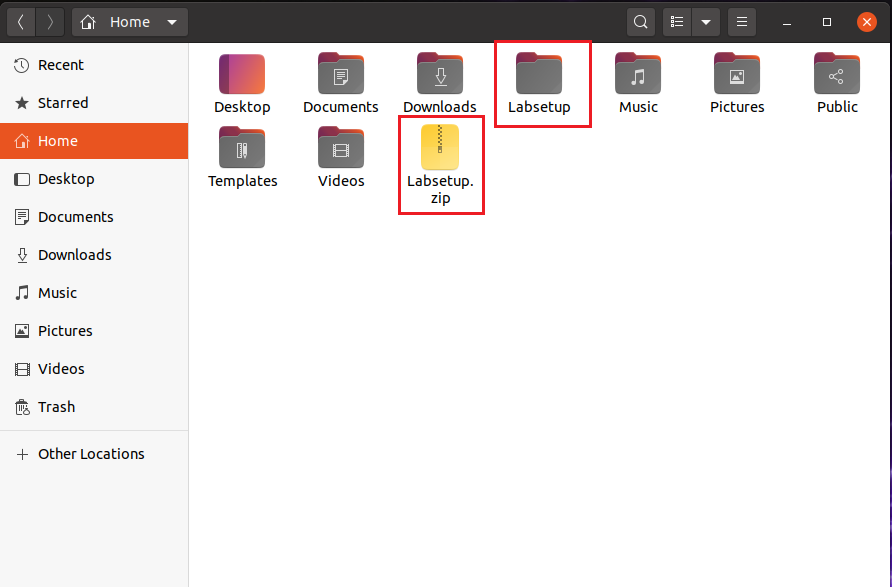 Home
Recent
Starred
Home
Desktop
Documents
Downloads
Music
Pictures
Videos
Trash
Other Locations
Desktop
Documents
Downloads
Labsetup
Music
Pictures
Public
Templates
Videos
Labsetup.
zip